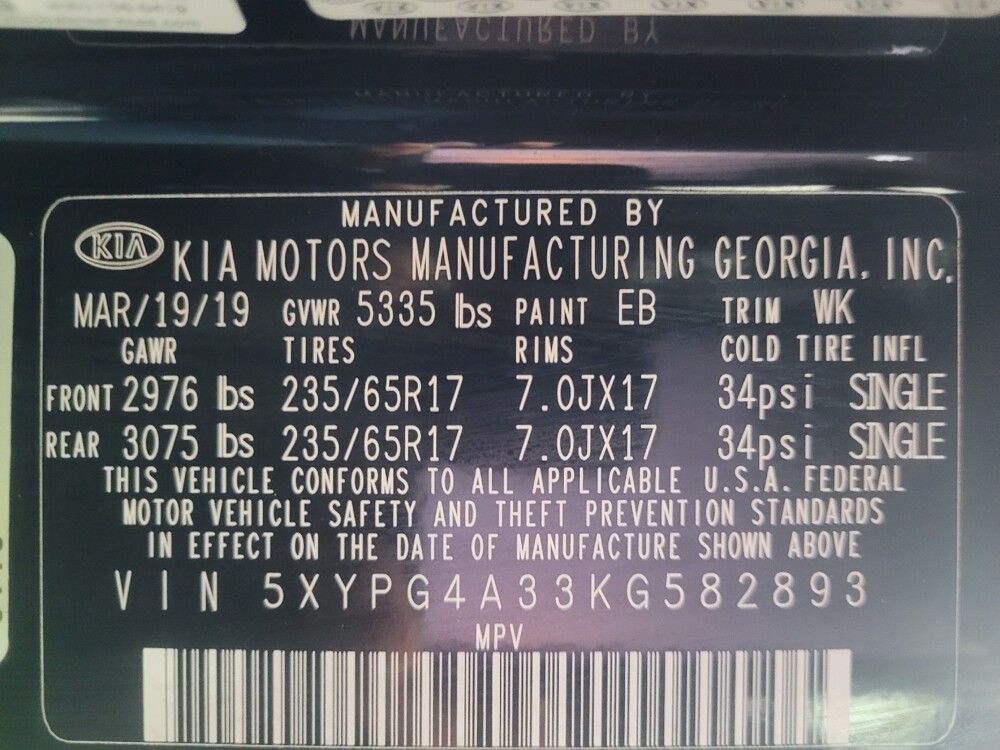 MANUFACTURED BY
MANUFACTURED BY
KIA KIA MOTORS MANUFACTURING GEORGIA, INC.
MAR/19/19 GVWR 5335 lbs PAINT EB TRIM WK
GAWR TIRES RIMS COLD TIRE INFL
FRONT 2976 lbs 235/65R17 7.0JX17 34psi SINGLE
REAR 3075 lbs 235/65R17 7.0JX17 34psi SINGLE
THIS VEHICLE CONFORMS TO ALL APPLICABLE U.S.A. FEDERAL
MOTOR VEHICLE SAFETY AND THEFT PREVENTION STANDARDS
IN EFFECT ON THE DATE OF MANUFACTURE SHOWN ABOVE
VIN 5XYPG4A33KG582893
MPV